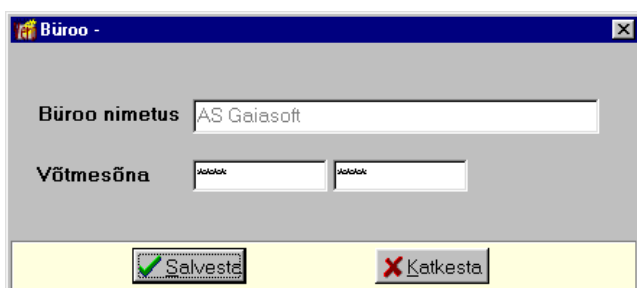 Büroo -
Büroo nimetus AS Gaiasoft
Võtmesõna **** ****
Salvesta Katkesta